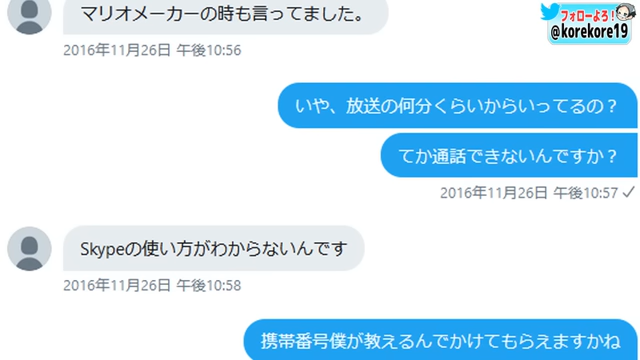 マリオメーカーの時も言ってました。
フォローよろ！
@korekore19
2016年11月26日 午後10:56
いや、放送の何分くらいからいってるの？
てか通話できないんですか？
2016年11月26日 午後10:57
Skypeの使い方がわからないんです
2016年11月26日 午後10:58
携帯番号僕が教えるんでかけてもらえますかね